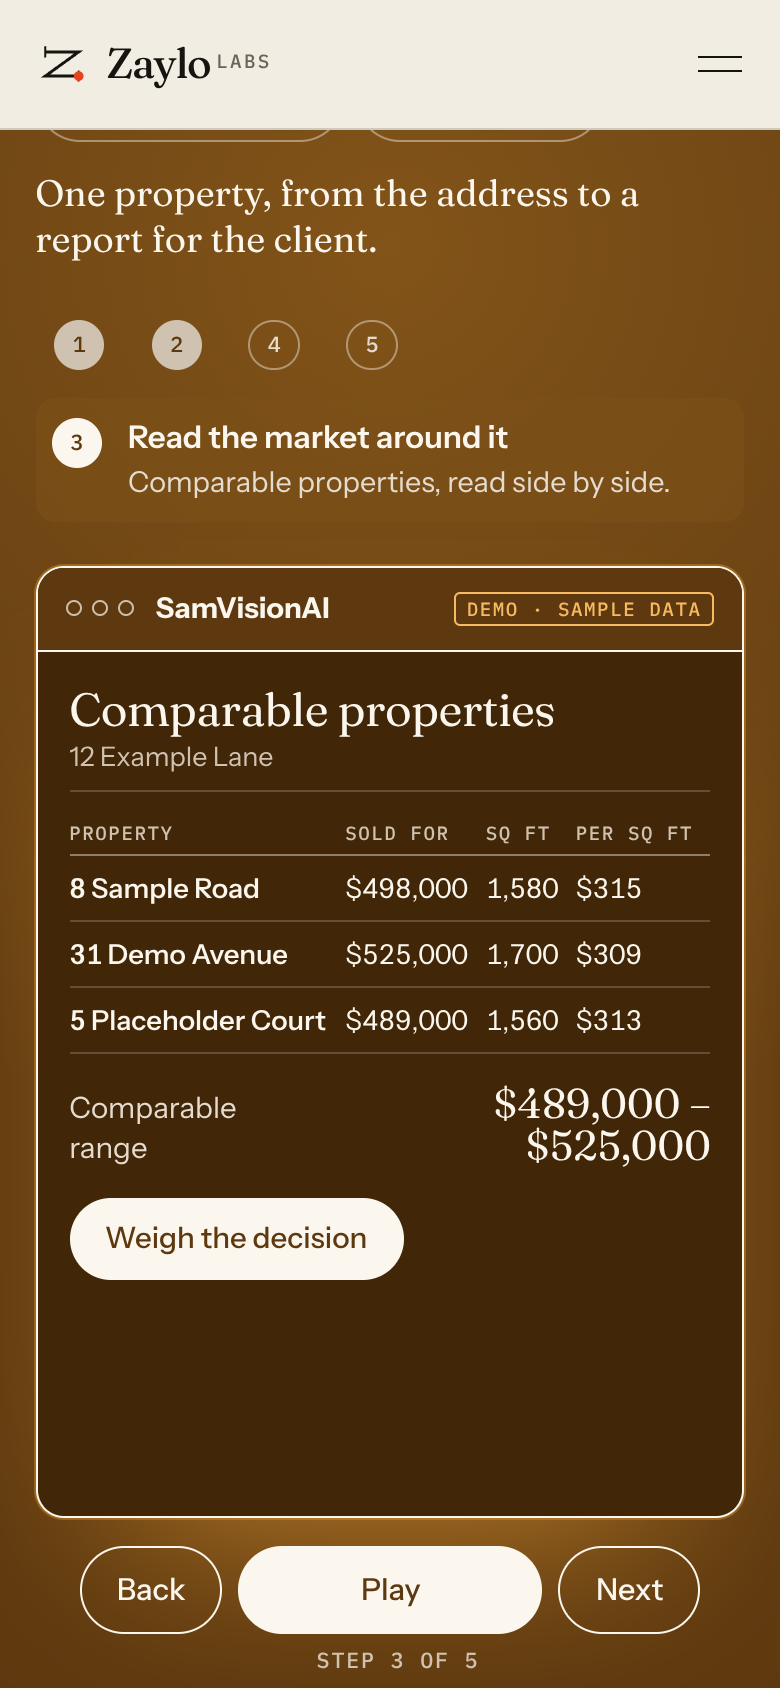 Zaylo LABS
One property, from the address to a
report for the client.
1 2 4 5
3 Read the market around it
Comparable properties, read side by side.
SamVisionAI DEMO · SAMPLE DATA
Comparable properties
12 Example Lane
PROPERTY SOLD FOR SQ FT PER SQ FT
8 Sample Road $498,000 1,580 $315
31 Demo Avenue $525,000 1,700 $309
5 Placeholder Court $489,000 1,560 $313
Comparable $489,000 –
range $525,000
Weigh the decision
Back Play Next
STEP 3 OF 5